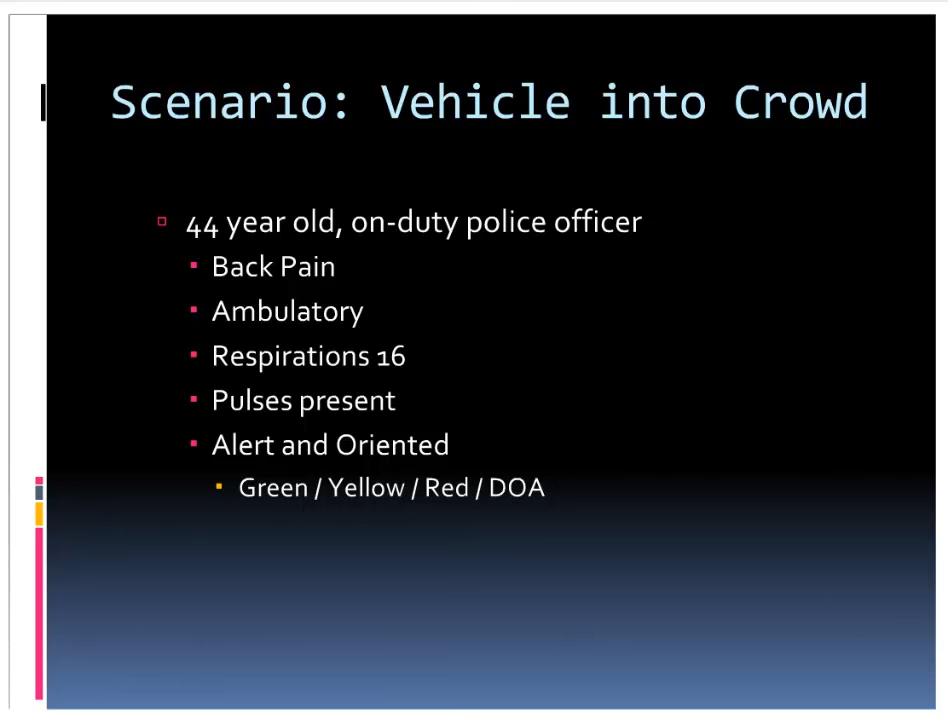 Scenario: Vehicle into Crowd
44 year old, on-duty police officer
Back Pain
Ambulatory
Respirations 16
Pulses present
Alert and Oriented
Green / Yellow / Red / DOA